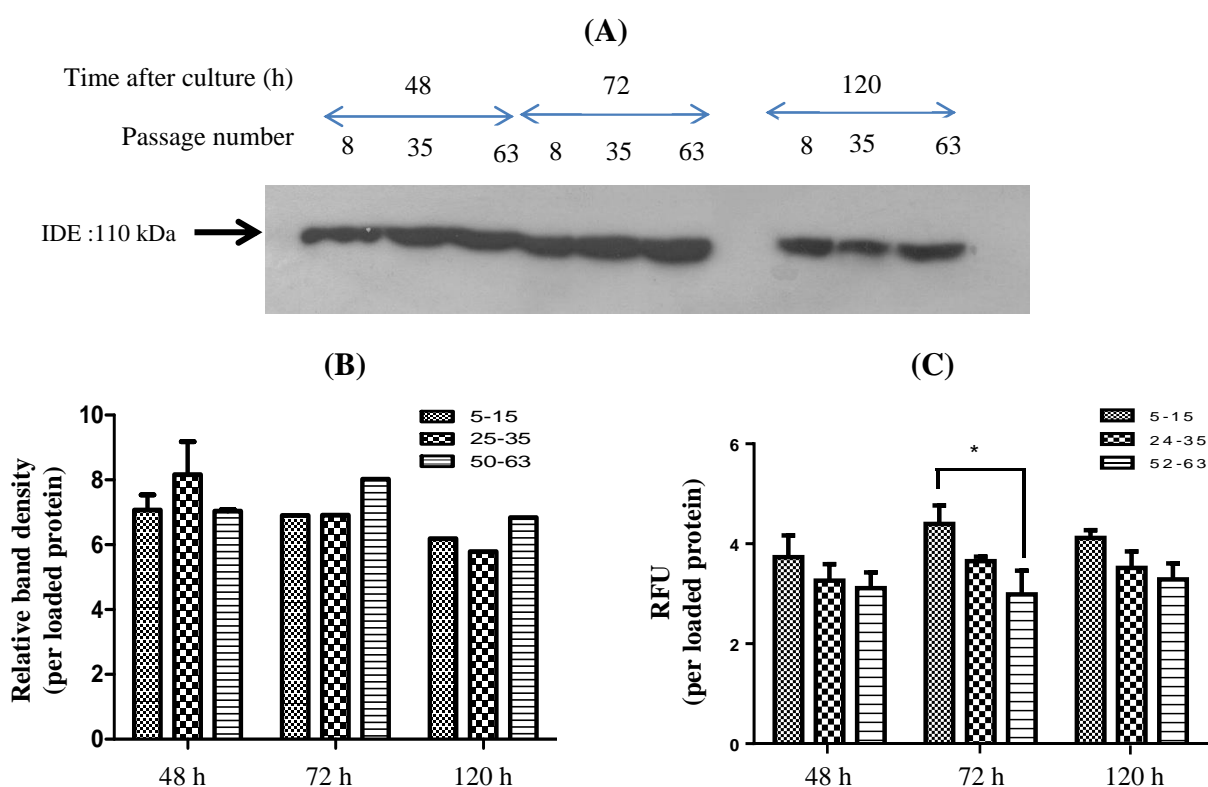 (A)
Time after culture (h) 48 72 120
Passage number 8 35 63 8 35 63 8 35 63
IDE :110 kDa
(B)
5-15
25-35
50-63
Relative band density
(per loaded protein)
10
8
6
4
2
0
48 h 72 h 120 h
(C)
5-15
24-35
52-63
RFU
(per loaded protein)
6
4
2
0
*
48 h 72 h 120 h